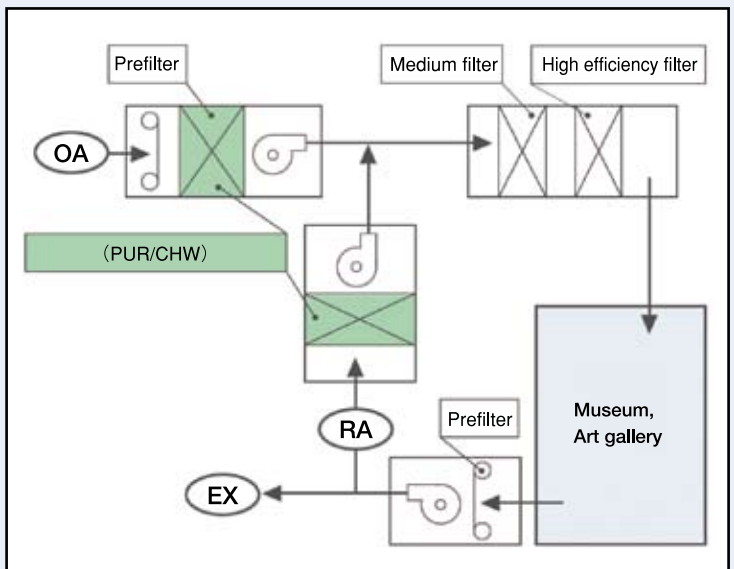 Prefilter
Medium filter
High efficiency filter
OA
（PUR/CHW）
RA
Prefilter
Museum,
Art gallery
EX